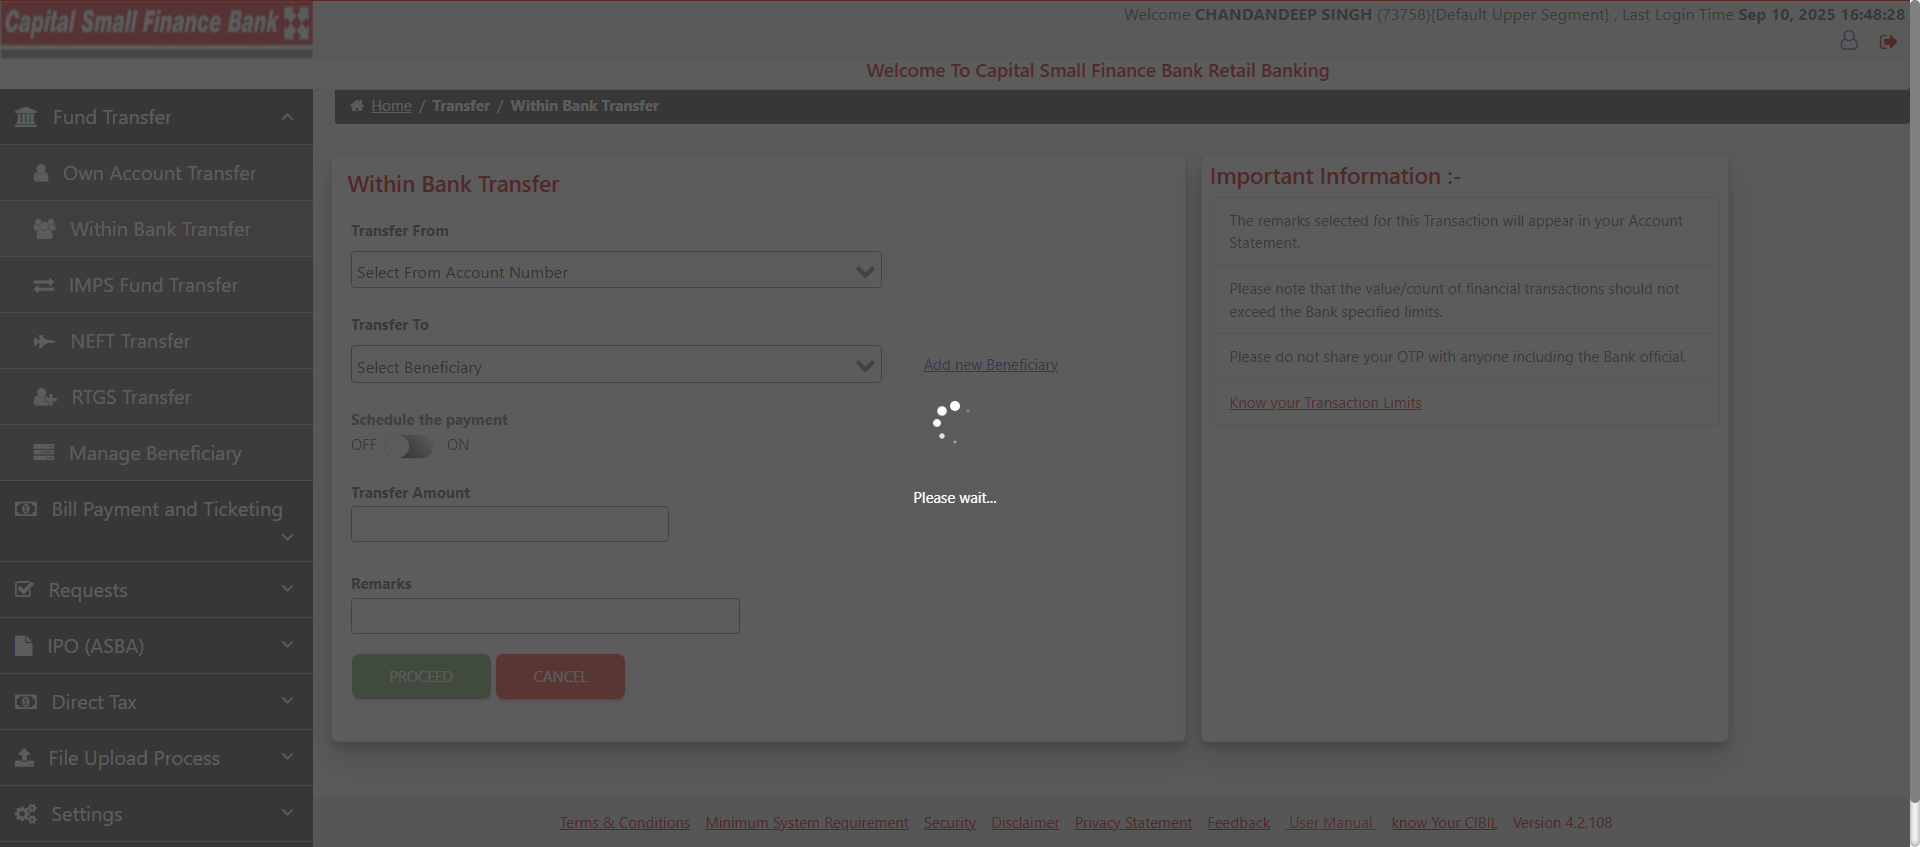 Capital Small Finance Bank
Welcome CHANDANDEEP SINGH (73758){Default Upper Segment} , Last Login Time Sep 10, 2025 16:48:28
Welcome To Capital Small Finance Bank Retail Banking
Home / Transfer / Within Bank Transfer
Fund Transfer
Own Account Transfer
Within Bank Transfer
IMPS Fund Transfer
NEFT Transfer
RTGS Transfer
Manage Beneficiary
Bill Payment and Ticketing
Requests
IPO (ASBA)
Direct Tax
File Upload Process
Settings
Within Bank Transfer
Transfer From
Select From Account Number
Transfer To
Select Beneficiary
Add new Beneficiary
Schedule the payment
OFF ON
Transfer Amount
Remarks
PROCEED CANCEL
Please wait...
Important Information :-
The remarks selected for this Transaction will appear in your Account
Statement.
Please note that the value/count of financial transactions should not
exceed the Bank specified limits.
Please do not share your OTP with anyone including the Bank official.
Know your Transaction Limits
Terms & Conditions Minimum System Requirement Security Disclaimer Privacy Statement Feedback User Manual know Your CIBIL Version 4.2.108